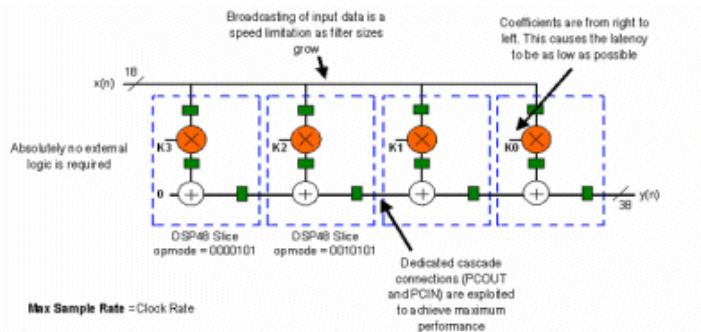 Broadcasting of input data is a
speed limitation as filter sizes
grow
Coefficients are from right to
left. This causes the latency
to be as low as possible
18
x(n)
Absolutely no external
logic is required
K3
K2
K1
K0
0
y(n)
38
DSP48 Slice
opmode = 0000101
DSP48 Slice
opmode = 0010101
Dedicated cascade
connections (PCOUT
and PCIN) are exploited
to achieve maximum
performance
Max Sample Rate =Clock Rate